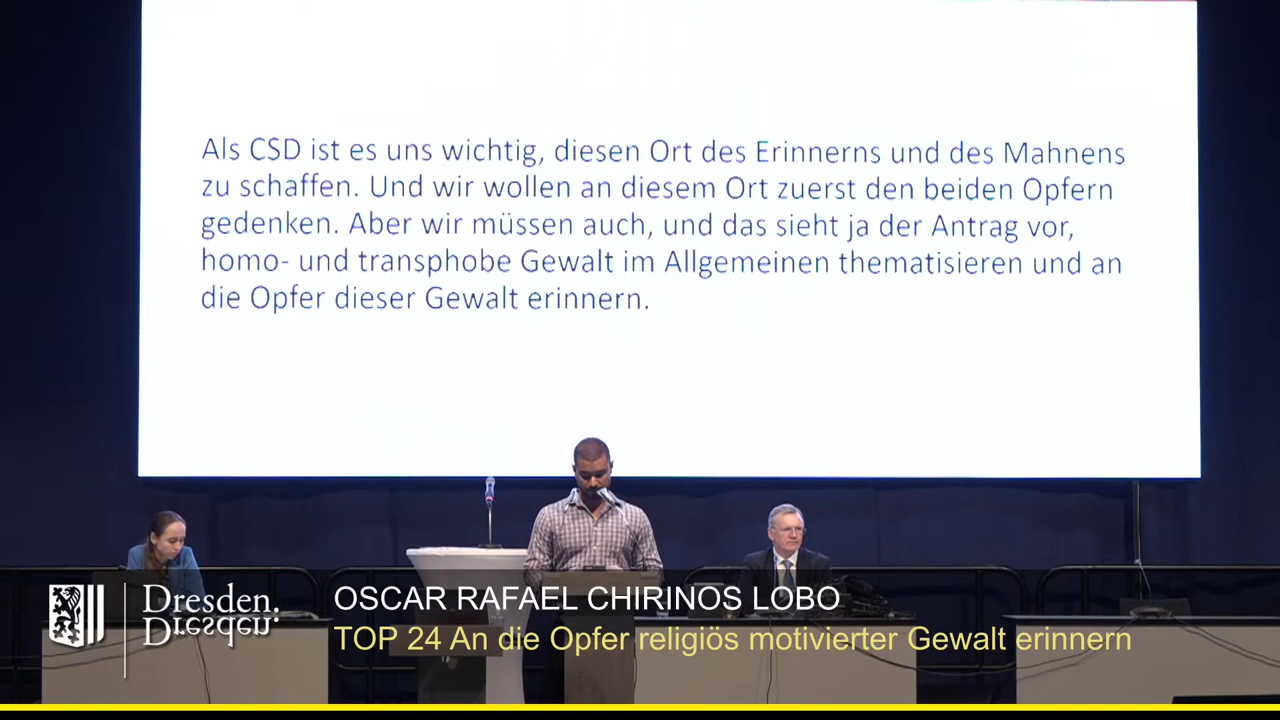 Als CSD ist es uns wichtig, diesen Ort des Erinnerns und des Mahnens
zu schaffen. Und wir wollen an diesem Ort zuerst den beiden Opfern
gedenken. Aber wir müssen auch, und das sieht ja der Antrag vor,
homo- und transphobe Gewalt im Allgemeinen thematisieren und an
die Opfer dieser Gewalt erinnern.
Dresden.
Dresden.
OSCAR RAFAEL CHIRINOS LOBO
TOP 24 An die Opfer religiös motivierter Gewalt erinnern